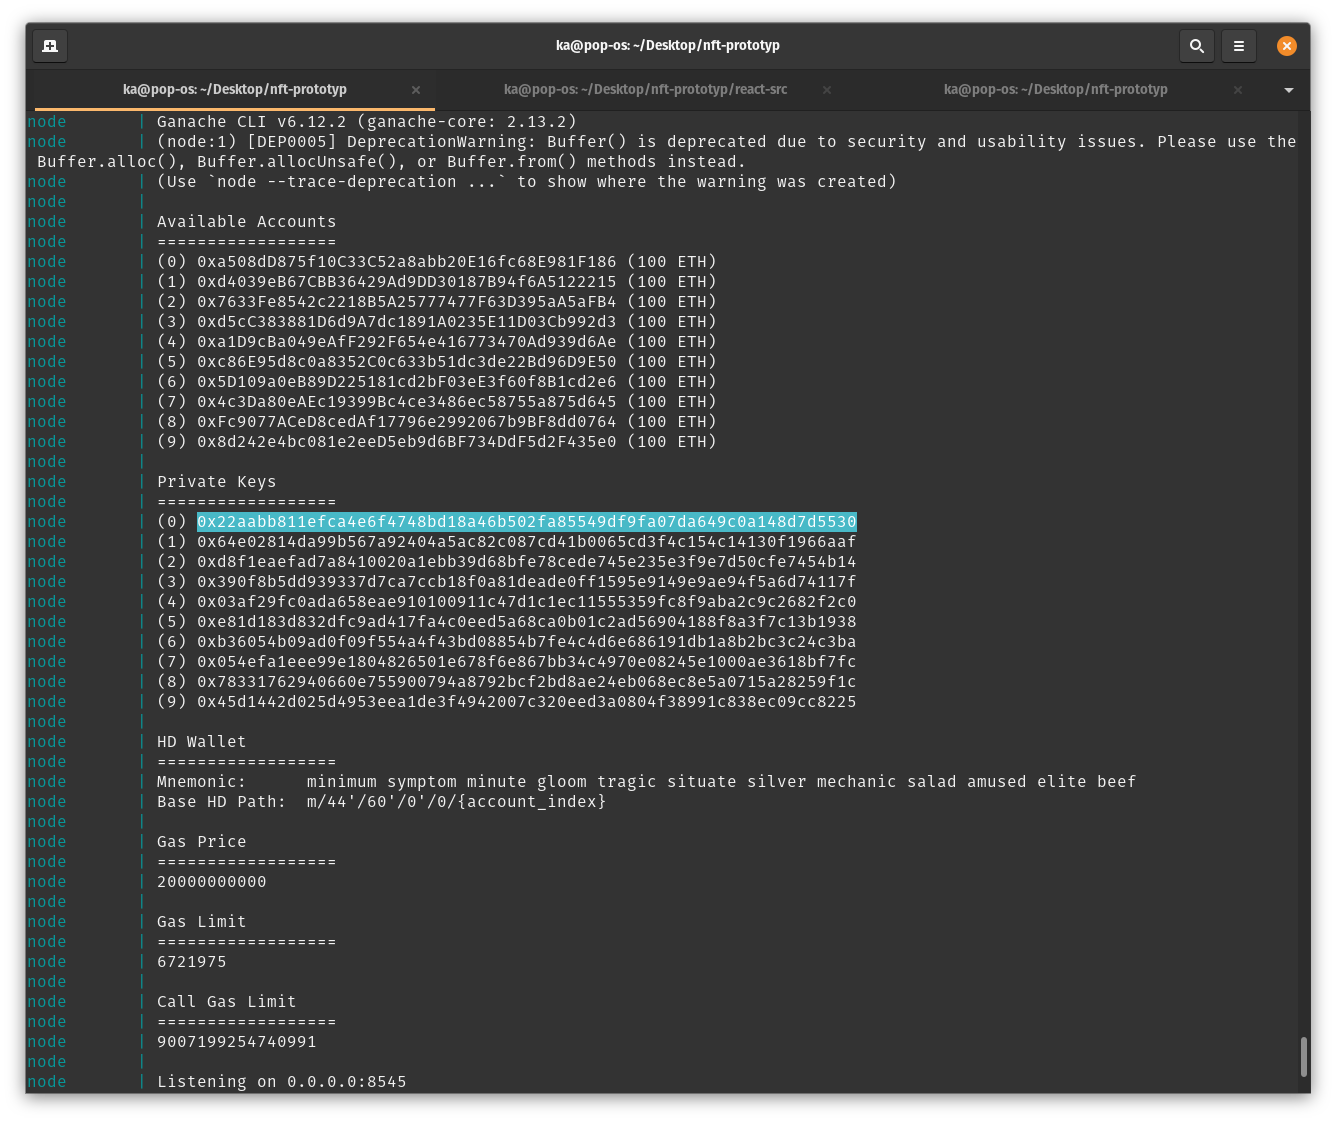 ka@pop-os: ~/Desktop/nft-prototyp
ka@pop-os: ~/Desktop/nft-prototyp ka@pop-os: ~/Desktop/nft-prototyp/react-src ka@pop-os: ~/Desktop/nft-prototyp
node | Ganache CLI v6.12.2 (ganache-core: 2.13.2)
node | (node:1) [DEP0005] DeprecationWarning: Buffer() is deprecated due to security and usability issues. Please use the
Buffer.alloc(), Buffer.allocUnsafe(), or Buffer.from() methods instead.
node | (Use `node --trace-deprecation ...` to show where the warning was created)
node |
node | Available Accounts
node | ==================
node | (0) 0xa508dD875f10C33C52a8abb20E16fc68E981F186 (100 ETH)
node | (1) 0xd4039eB67CBB36429Ad9DD30187B94f6A5122215 (100 ETH)
node | (2) 0x7633Fe8542c2218B5A25777477F63D395aA5aFB4 (100 ETH)
node | (3) 0xd5cC383881D6d9A7dc1891A0235E11D03Cb992d3 (100 ETH)
node | (4) 0xa1D9cBa049eAfF292F654e416773470Ad939d6Ae (100 ETH)
node | (5) 0xc86E95d8c0a8352C0c633b51dc3de22Bd96D9E50 (100 ETH)
node | (6) 0x5D109a0eB89D225181cd2bF03eE3f60f8B1cd2e6 (100 ETH)
node | (7) 0x4c3Da80eAEc19399Bc4ce3486ec58755a875d645 (100 ETH)
node | (8) 0xFc9077ACeD8cedAf17796e2992067b9BF8dd0764 (100 ETH)
node | (9) 0x8d242e4bc081e2eeD5eb9d6BF734DdF5d2F435e0 (100 ETH)
node |
node | Private Keys
node | ==================
node | (0) 0x22aabb811efca4e6f4748bd18a46b502fa85549df9fa07da649c0a148d7d5530
node | (1) 0x64e02814da99b567a92404a5ac82c087cd41b0065cd3f4c154c14130f1966aaf
node | (2) 0xd8f1eaefad7a8410020a1ebb39d68bfe78cede745e235e3f9e7d50cfe7454b14
node | (3) 0x390f8b5dd939337d7ca7ccb18f0a81deade0ff1595e9149e9ae94f5a6d74117f
node | (4) 0x03af29fc0ada658eae910100911c47d1c1ec11555359fc8f9aba2c9c2682f2c0
node | (5) 0xe81d183d832dfc9ad417fa4c0eed5a68ca0b01c2ad56904188f8a3f7c13b1938
node | (6) 0xb36054b09ad0f09f554a4f43bd08854b7fe4c4d6e686191db1a8b2bc3c24c3ba
node | (7) 0x054efa1eee99e1804826501e678f6e867bb34c4970e08245e1000ae3618bf7fc
node | (8) 0x78331762940660e755900794a8792bcf2bd8ae24eb068ec8e5a0715a28259f1c
node | (9) 0x45d1442d025d4953eea1de3f4942007c320eed3a0804f38991c838ec09cc8225
node |
node | HD Wallet
node | ==================
node | Mnemonic:      minimum symptom minute gloom tragic situate silver mechanic salad amused elite beef
node | Base HD Path:  m/44'/60'/0'/0/{account_index}
node |
node | Gas Price
node | ==================
node | 20000000000
node |
node | Gas Limit
node | ==================
node | 6721975
node |
node | Call Gas Limit
node | ==================
node | 9007199254740991
node |
node | Listening on 0.0.0.0:8545